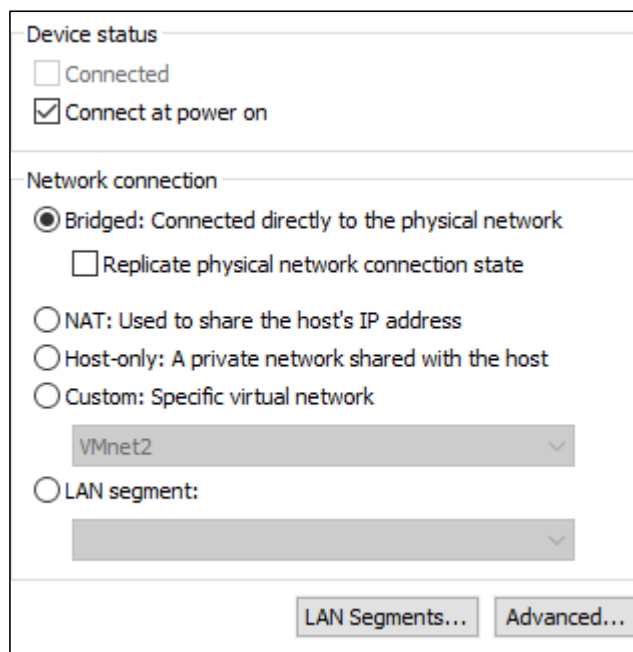 Device status
Connected
Connect at power on
Network connection
Bridged: Connected directly to the physical network
Replicate physical network connection state
NAT: Used to share the host's IP address
Host-only: A private network shared with the host
Custom: Specific virtual network
VMnet2
LAN segment:
LAN Segments... Advanced...